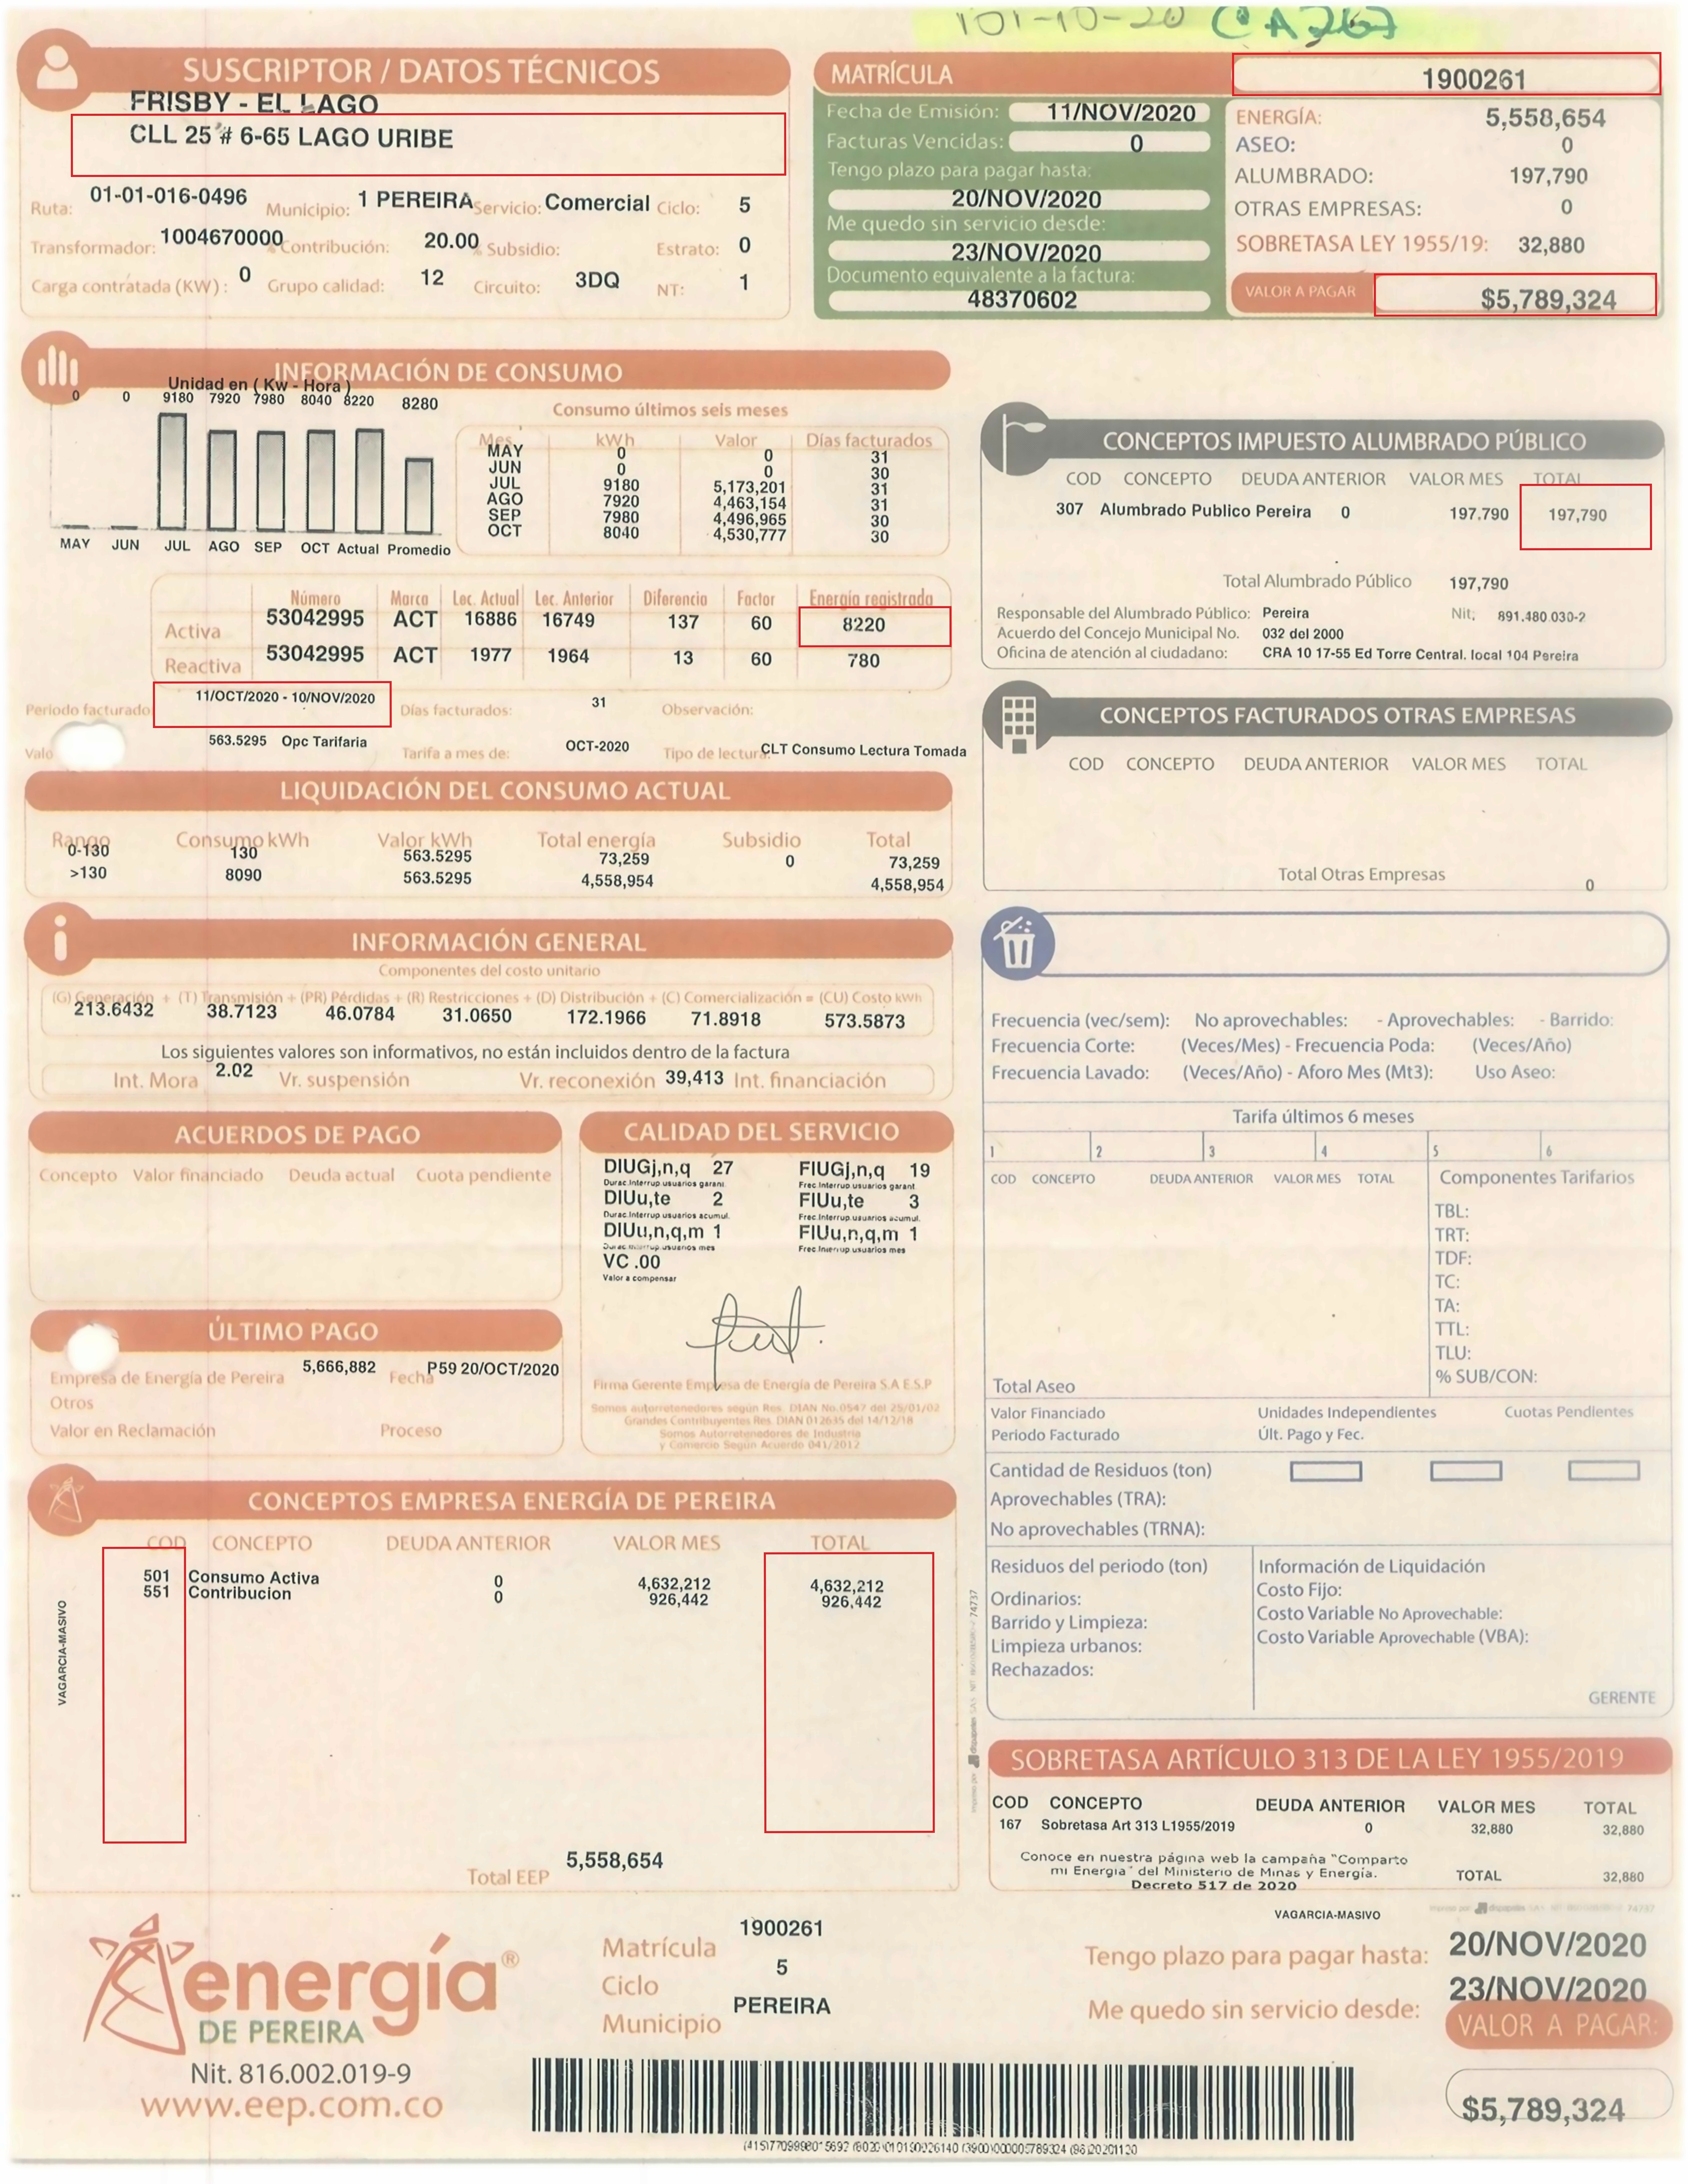 101-10-20 CA267
SUSCRIPTOR / DATOS TÉCNICOS
FRISBY - EL LAGO
CLL 25 # 6-65 LAGO URIBE
Ruta: 01-01-016-0496 Municipio: 1 PEREIRA Servicio: Comercial Ciclo: 5
Transformador: 1004670000 Contribución: 20.00 Subsidio: Estrato: 0
Carga contratada (KW): 0 Grupo calidad: 12 Circuito: 3DQ NT: 1
MATRÍCULA 1900261
Fecha de Emisión: 11/NOV/2020
Facturas Vencidas: 0
Tengo plazo para pagar hasta:
20/NOV/2020
Me quedo sin servicio desde:
23/NOV/2020
Documento equivalente a la factura:
48370602
ENERGÍA: 5,558,654
ASEO: 0
ALUMBRADO: 197,790
OTRAS EMPRESAS: 0
SOBRETASA LEY 1955/19: 32,880
VALOR A PAGAR $5,789,324
INFORMACIÓN DE CONSUMO
Unidad en ( Kw - Hora )
0 0 9180 7920 7980 8040 8220 8280
MAY JUN JUL AGO SEP OCT Actual Promedio
Consumo últimos seis meses
Mes kWh Valor Días facturados
MAY 0 0 31
JUN 0 0 30
JUL 9180 5,173,201 31
AGO 7920 4,463,154 31
SEP 7980 4,496,965 30
OCT 8040 4,530,777 30
Número Marca Lec. Actual Lec. Anterior Diferencia Factor Energía registrada
Activa 53042995 ACT 16886 16749 137 60 8220
Reactiva 53042995 ACT 1977 1964 13 60 780
Periodo facturado 11/OCT/2020 - 10/NOV/2020 Días facturados: 31 Observación:
Valo 563.5295 Opc Tarifaria Tarifa a mes de: OCT-2020 Tipo de lectura: CLT Consumo Lectura Tomada
LIQUIDACIÓN DEL CONSUMO ACTUAL
Rango Consumo kWh Valor kWh Total energía Subsidio Total
0-130 130 563.5295 73,259 0 73,259
>130 8090 563.5295 4,558,954 4,558,954
INFORMACIÓN GENERAL
Componentes del costo unitario
(G) Generación + (T) Transmisión + (PR) Pérdidas + (R) Restricciones + (D) Distribución + (C) Comercialización = (CU) Costo kWh
213.6432 38.7123 46.0784 31.0650 172.1966 71.8918 573.5873
Los siguientes valores son informativos, no están incluidos dentro de la factura
Int. Mora 2.02 Vr. suspensión Vr. reconexión 39,413 Int. financiación
ACUERDOS DE PAGO
Concepto Valor financiado Deuda actual Cuota pendiente
CALIDAD DEL SERVICIO
DIUGj,n,q 27 FIUGj,n,q 19
Durac.Interrup usuarios garant. Frec Interrup usuarios garant.
DIUu,te 2 FIUu,te 3
Durac.Interrup usuarios acumul. Frec.Interrup.usuarios acumul.
DIUu,n,q,m 1 FIUu,n,q,m 1
Durac.Interrup usuarios mes Frec.Interrup usuarios mes
VC .00
Valor a compensar
Firma Gerente Empresa de Energía de Pereira S.A E.S.P
Somos autorretenedores según Res. DIAN No.0547 del 25/01/02
Grandes Contribuyentes Res. DIAN 012635 del 14/12/18
Somos Autorretenedores de Industria
y Comercio Según Acuerdo 041/2012
ÚLTIMO PAGO
Empresa de Energía de Pereira 5,666,882 Fecha P59 20/OCT/2020
Otros
Valor en Reclamación Proceso
CONCEPTOS EMPRESA ENERGÍA DE PEREIRA
COD CONCEPTO DEUDA ANTERIOR VALOR MES TOTAL
501 Consumo Activa 0 4,632,212 4,632,212
551 Contribucion 0 926,442 926,442
VAGARCIA-MASIVO
Total EEP 5,558,654
CONCEPTOS IMPUESTO ALUMBRADO PÚBLICO
COD CONCEPTO DEUDA ANTERIOR VALOR MES TOTAL
307 Alumbrado Publico Pereira 0 197.790 197,790
Total Alumbrado Público 197,790
Responsable del Alumbrado Público: Pereira Nit: 891.480.030-2
Acuerdo del Concejo Municipal No. 032 del 2000
Oficina de atención al ciudadano: CRA 10 17-55 Ed Torre Central. local 104 Pereira
CONCEPTOS FACTURADOS OTRAS EMPRESAS
COD CONCEPTO DEUDA ANTERIOR VALOR MES TOTAL
Total Otras Empresas 0
Frecuencia (vec/sem): No aprovechables: - Aprovechables: - Barrido:
Frecuencia Corte: (Veces/Mes) - Frecuencia Poda: (Veces/Año)
Frecuencia Lavado: (Veces/Año) - Aforo Mes (Mt3): Uso Aseo:
Tarifa últimos 6 meses
1 2 3 4 5 6
COD CONCEPTO DEUDA ANTERIOR VALOR MES TOTAL Componentes Tarifarios
TBL:
TRT:
TDF:
TC:
TA:
TTL:
TLU:
% SUB/CON:
Total Aseo
Valor Financiado Unidades Independientes Cuotas Pendientes
Periodo Facturado Últ. Pago y Fec.
Cantidad de Residuos (ton)
Aprovechables (TRA):
No aprovechables (TRNA):
Residuos del periodo (ton) Información de Liquidación
Ordinarios: Costo Fijo:
Barrido y Limpieza: Costo Variable No Aprovechable:
Limpieza urbanos: Costo Variable Aprovechable (VBA):
Rechazados:
GERENTE
SOBRETASA ARTÍCULO 313 DE LA LEY 1955/2019
COD CONCEPTO DEUDA ANTERIOR VALOR MES TOTAL
167 Sobretasa Art 313 L1955/2019 0 32,880 32,880
Conoce en nuestra página web la campaña "Comparto
mi Energía" del Ministerio de Minas y Energía.
Decreto 517 de 2020
TOTAL 32,880
VAGARCIA-MASIVO
energía®
DE PEREIRA
Nit. 816.002.019-9
www.eep.com.co
Matrícula 1900261
Ciclo 5
Municipio PEREIRA
Tengo plazo para pagar hasta: 20/NOV/2020
Me quedo sin servicio desde: 23/NOV/2020
VALOR A PAGAR:
$5,789,324